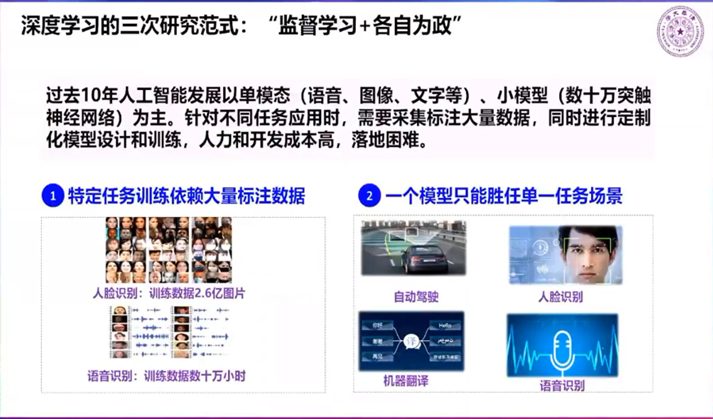 深度学习的三次研究范式：“监督学习+各自为政”
过去10年人工智能发展以单模态（语音、图像、文字等）、小模型（数十万突触
神经网络）为主。针对不同任务应用时，需要采集标注大量数据，同时进行定制
化模型设计和训练，人力和开发成本高，落地困难。
1 特定任务训练依赖大量标注数据
人脸识别：训练数据2.6亿图片
语音识别：训练数据数十万小时
2 一个模型只能胜任单一任务场景
自动驾驶
人脸识别
你好
Hello
译
再见
机器翻译
语音识别